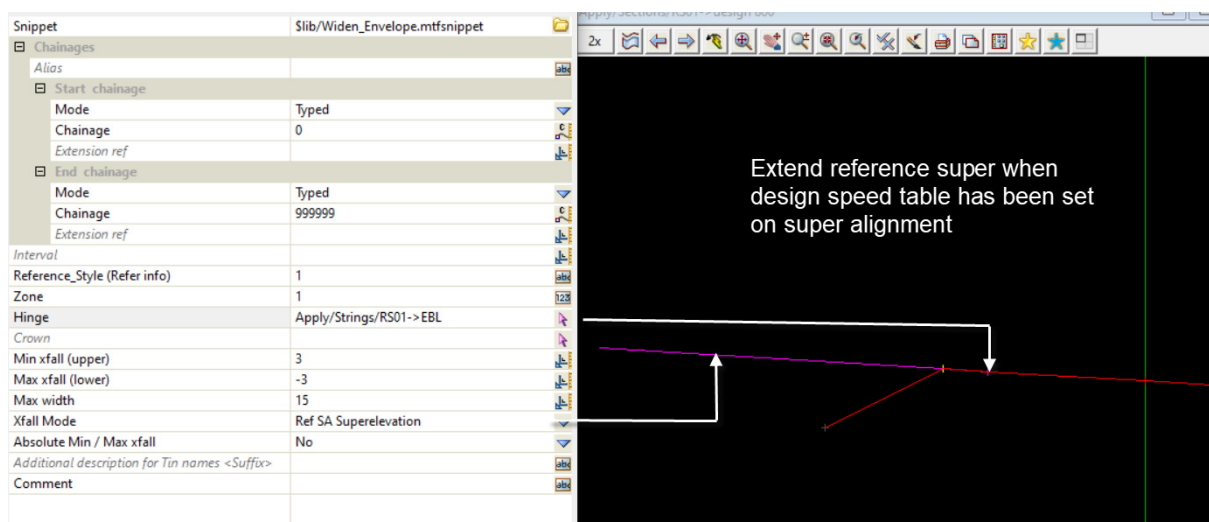 Snippet $lib/Widen_Envelope.mtfsnippet
Chainages
Alias
Start chainage
Mode Typed
Chainage 0
Extension ref
End chainage
Mode Typed
Chainage 999999
Extension ref
Interval
Reference_Style (Refer info) 1
Zone 1
Hinge Apply/Strings/RS01->EBL
Crown
Min xfall (upper) 3
Max xfall (lower) -3
Max width 15
Xfall Mode Ref SA Superelevation
Absolute Min / Max xfall No
Additional description for Tin names <Suffix>
Comment
2x
Extend reference super when
design speed table has been set
on super alignment